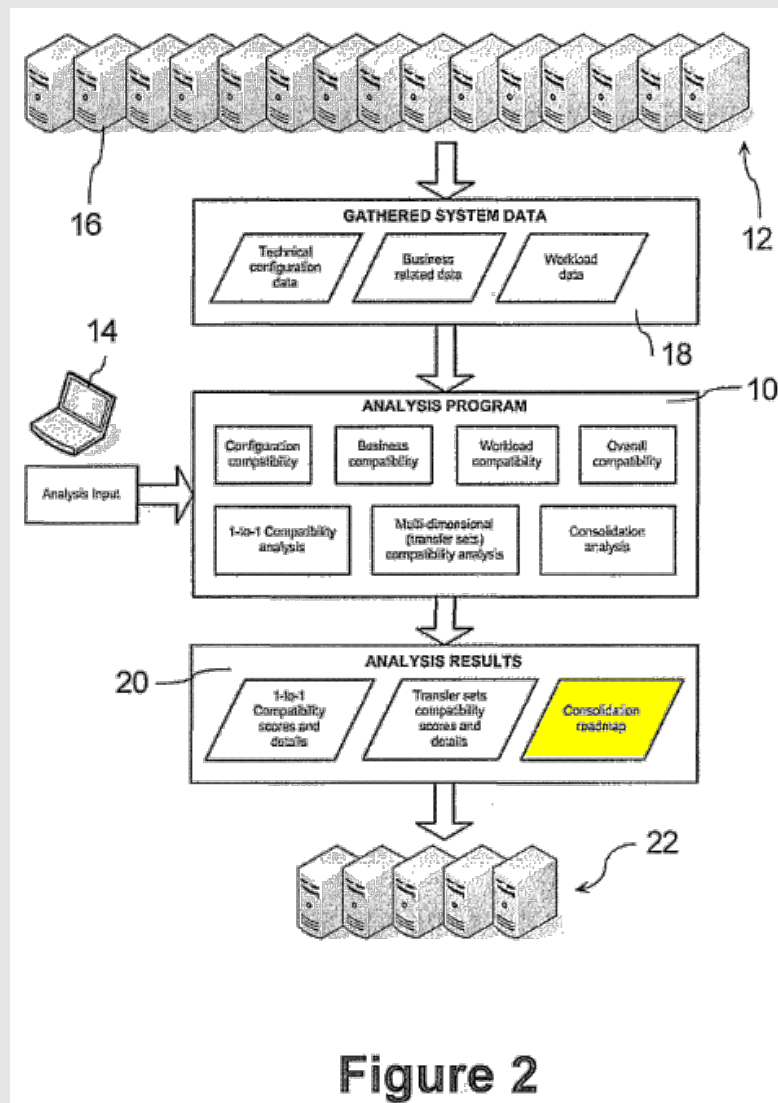 16
12
GATHERED SYSTEM DATA
Technical
configuration
data
Business
related data
Workload
data
18
14
10
ANALYSIS PROGRAM
Configuration
compatibility
Business
compatibility
Workload
compatibility
Overall
compatibility
Analysis Input
1-to-1 Compatibility
analysis
Multi-dimensional
(transfer sets)
compatibility analysis
Consolidation
analysis
20
ANALYSIS RESULTS
1-to-1
Compatibility
scores and
details
Transfer sets
compatibility
scores and
details
Consolidation
roadmap
22
Figure 2